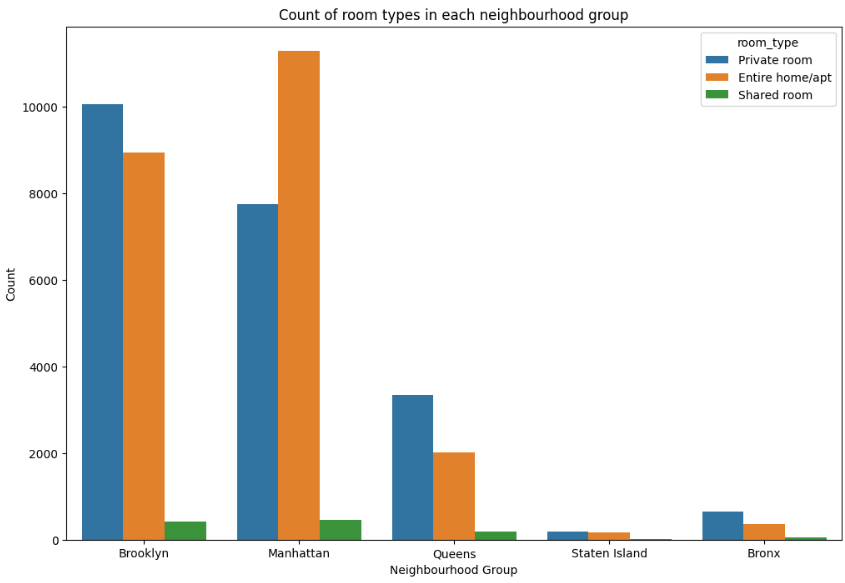 Count of room types in each neighbourhood group
room_type
Private room
Entire home/apt
Shared room
10000
8000
6000
4000
2000
0
Count
Brooklyn
Manhattan
Queens
Staten Island
Bronx
Neighbourhood Group